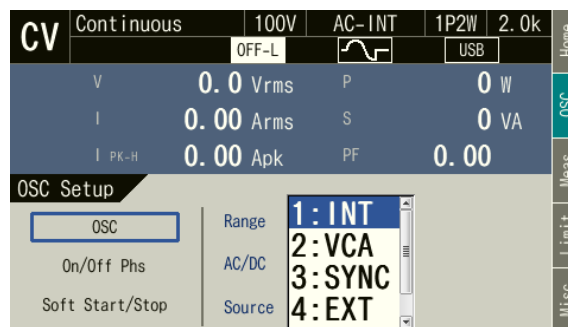 CV
Continuous
100V
AC-INT
1P2W
2.0k
OFF-L
USB
V 0.0 Vrms
P 0 W
I 0.00 Arms
S 0 VA
I PK-H 0.00 Apk
PF 0.00
OSC Setup
OSC
On/Off Phs
Soft Start/Stop
Range
AC/DC
Source
1:INT
2:VCA
3:SYNC
4:EXT
Home
OSC
Meas
Limit
Misc